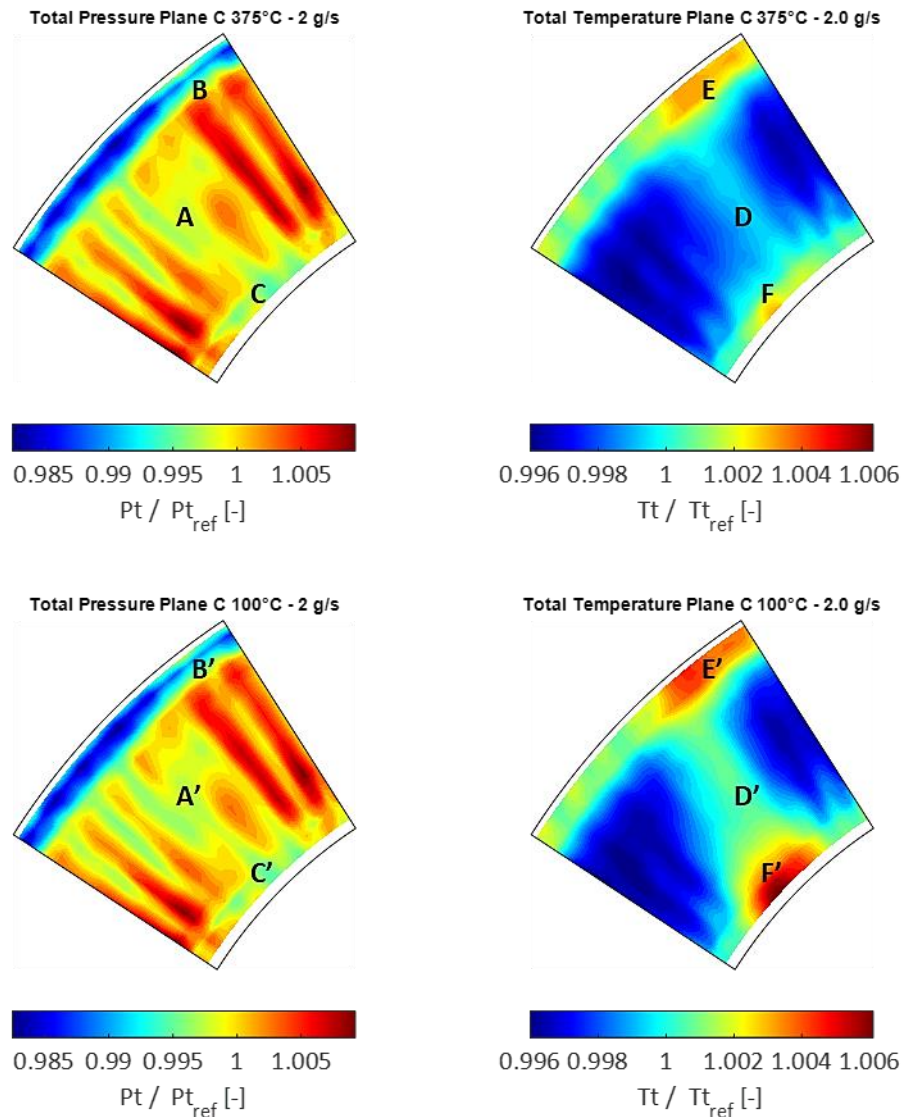 Total Pressure Plane C 375°C - 2 g/s
B
A
C
0.985 0.99 0.995 1 1.005
Pt / Pt_ref [-]
Total Temperature Plane C 375°C - 2.0 g/s
E
D
F
0.996 0.998 1 1.002 1.004 1.006
Tt / Tt_ref [-]
Total Pressure Plane C 100°C - 2 g/s
B’
A’
C’
0.985 0.99 0.995 1 1.005
Pt / Pt_ref [-]
Total Temperature Plane C 100°C - 2.0 g/s
E’
D’
F’
0.996 0.998 1 1.002 1.004 1.006
Tt / Tt_ref [-]